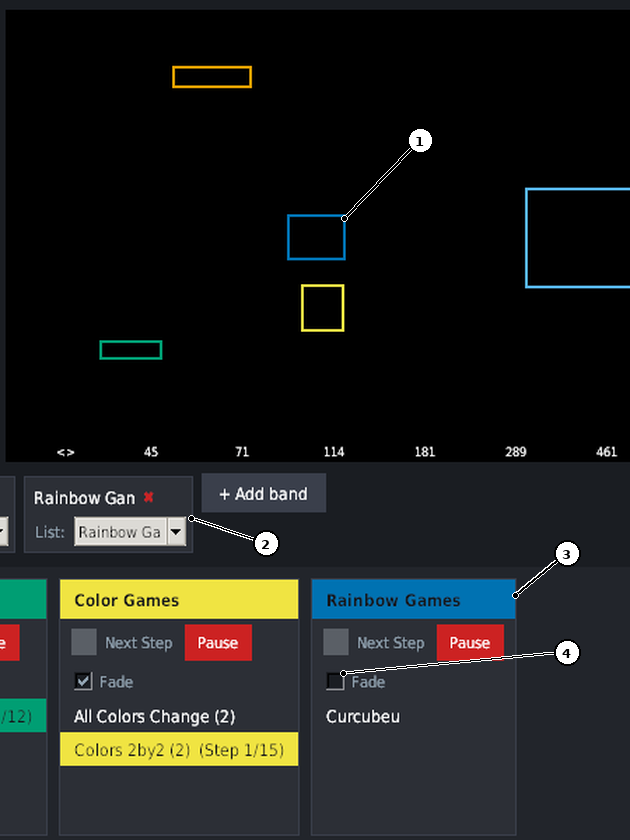 1
<> 45 71 114 181 289 461
Rainbow Gan ✖ + Add band
List: Rainbow Ga
2
3
Color Games Rainbow Games
e Next Step Pause Next Step Pause
4
Fade Fade
/12) All Colors Change (2) Curcubeu
Colors 2by2 (2) (Step 1/15)